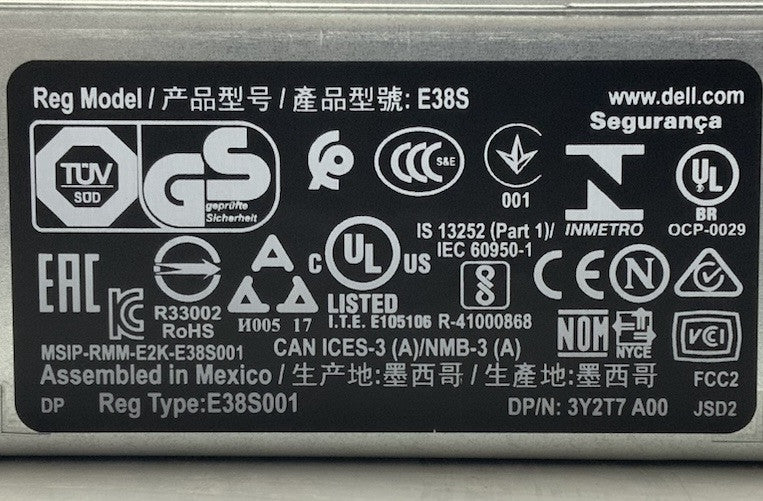 Reg Model / 产品型号 / 產品型號: E38S
www.dell.com
Segurança
TÜV
SÜD
GS
geprüfte
Sicherheit
CCC S&E
001
INMETRO
UL
BR
OCP-0029
IS 13252 (Part 1)/
IEC 60950-1
EAC
R33002
RoHS
И005 17
c UL US
LISTED
I.T.E. E105106
R-41000868
CE
N
NOM
NYCE
VCI
MSIP-RMM-E2K-E38S001
CAN ICES-3 (A)/NMB-3 (A)
Assembled in Mexico / 生产地:墨西哥 / 生產地:墨西哥
FCC2
DP
Reg Type:E38S001
DP/N: 3Y2T7 A00
JSD2